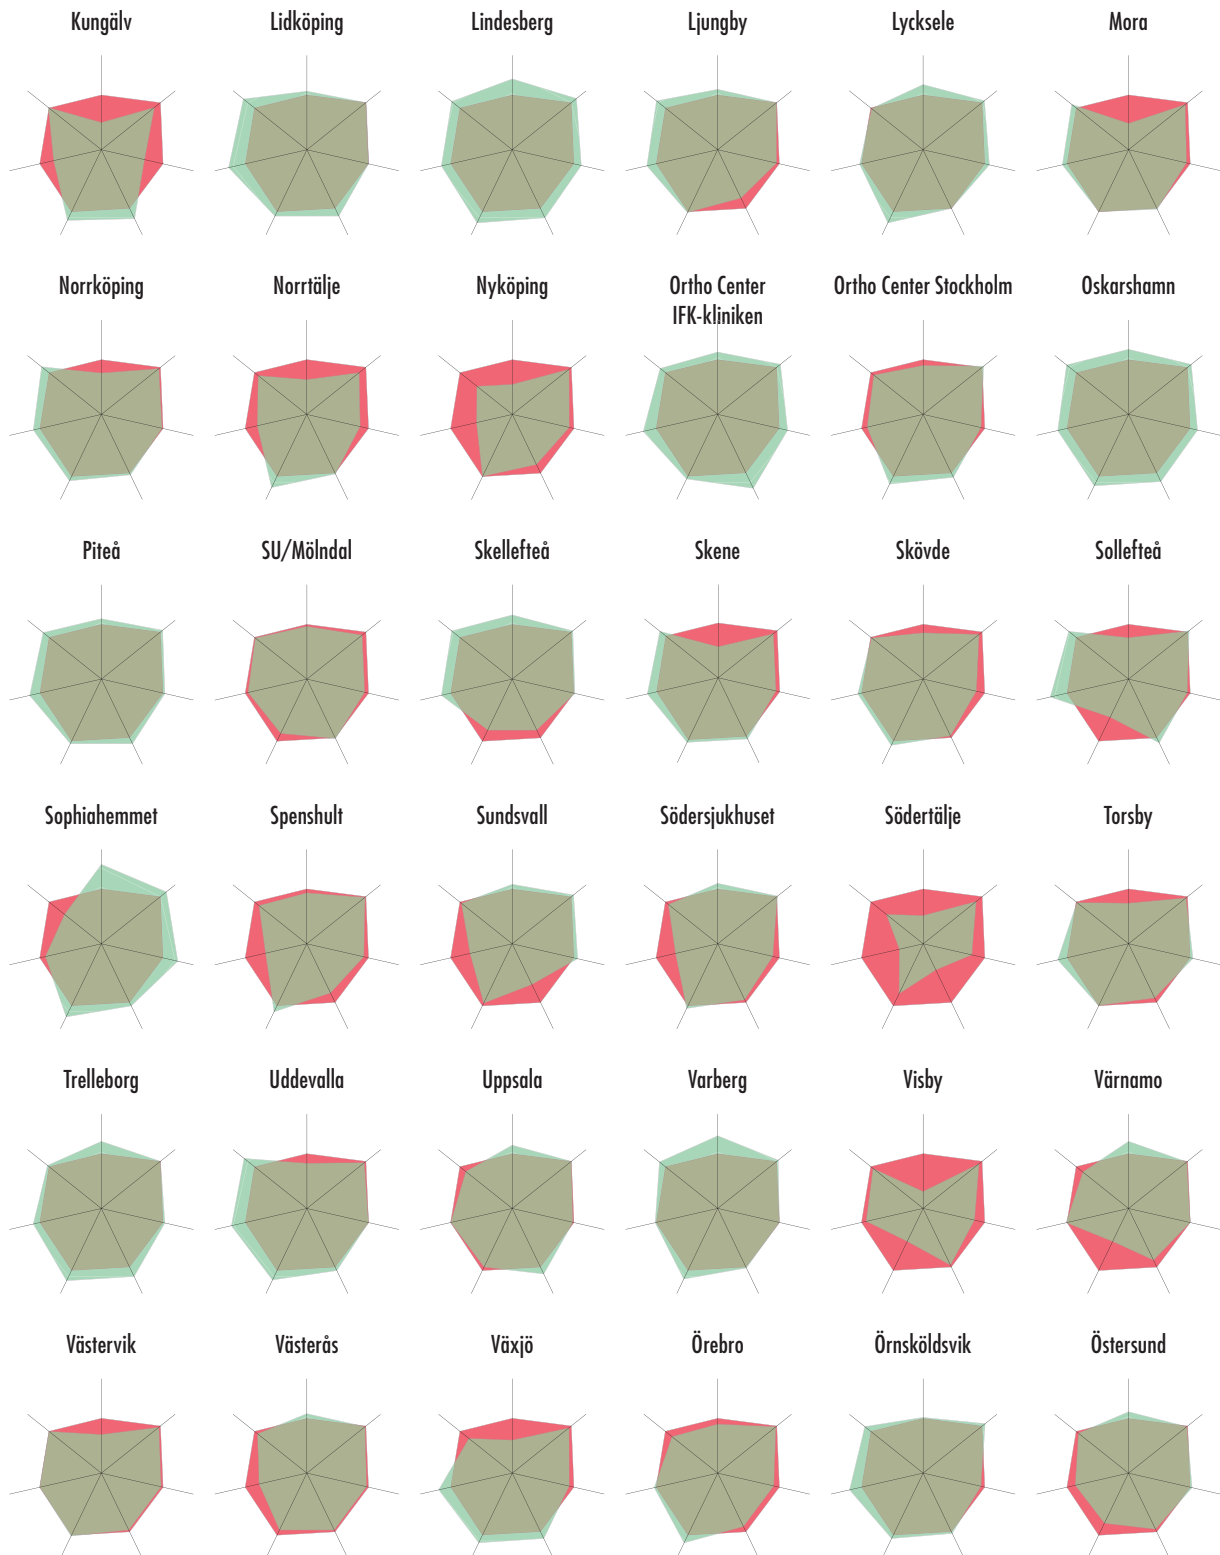 Kungälv
Lidköping
Lindesberg
Ljungby
Lycksele
Mora
Norrköping
Norrtälje
Nyköping
Ortho Center
IFK-kliniken
Ortho Center Stockholm
Oskarshamn
Piteå
SU/Mölndal
Skellefteå
Skene
Skövde
Sollefteå
Sophiahemmet
Spenshult
Sundsvall
Södersjukhuset
Södertälje
Torsby
Trelleborg
Uddevalla
Uppsala
Varberg
Visby
Värnamo
Västervik
Västerås
Växjö
Örebro
Örnsköldsvik
Östersund